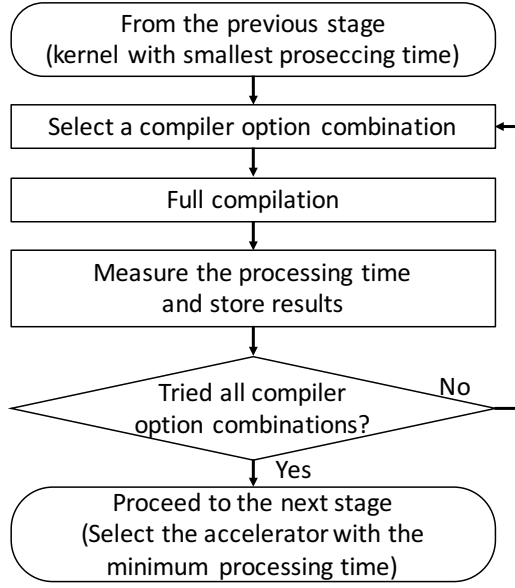 From the previous stage
(kernel with smallest proseccing time)
Select a compiler option combination
Full compilation
Measure the processing time
and store results
Tried all compiler
option combinations?
No
Yes
Proceed to the next stage
(Select the accelerator with the
minimum processing time)